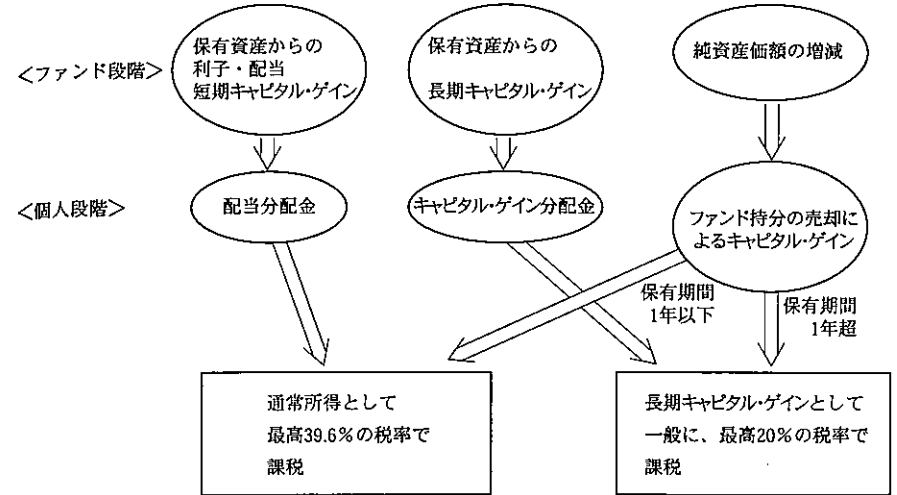 <ファンド段階>
保有資産からの
利子・配当
短期キャピタル・ゲイン
保有資産からの
長期キャピタル・ゲイン
純資産価額の増減
<個人段階>
配当分配金
キャピタル・ゲイン分配金
ファンド持分の売却に
よるキャピタル・ゲイン
保有期間
1年以下
保有期間
1年超
通常所得として
最高39.6%の税率で
課税
長期キャピタル・ゲインとして
一般に、最高20%の税率で
課税